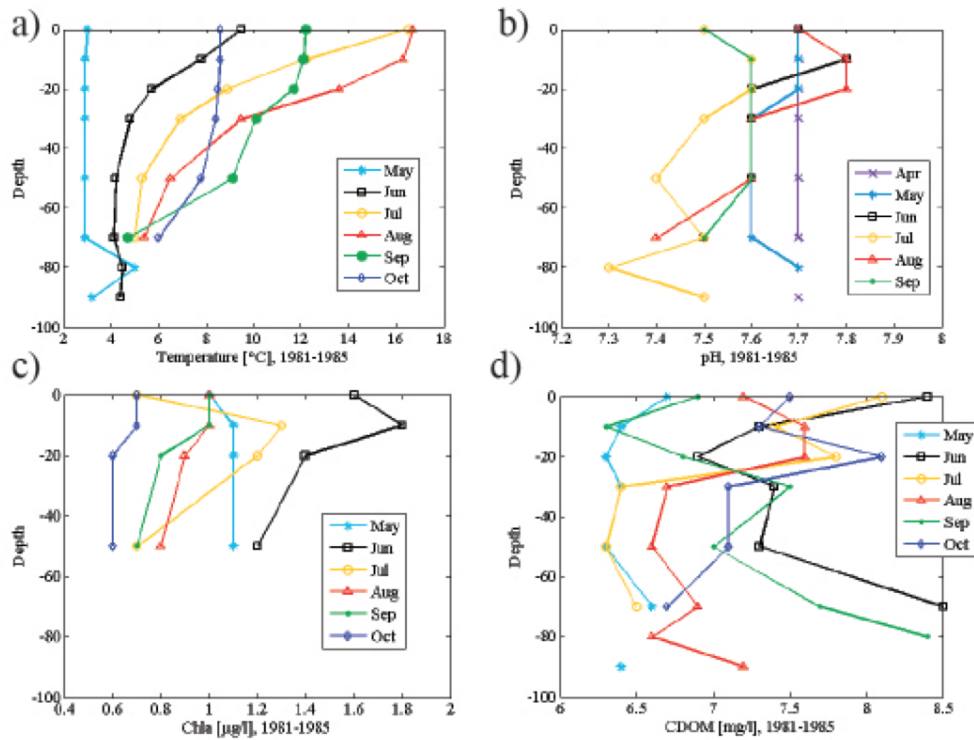 a)
0
-20
-40
-60
-80
-100
Depth
2 4 6 8 10 12 14 16 18
Temperature [°C], 1981-1985
May
Jun
Jul
Aug
Sep
Oct
b)
0
-20
-40
-60
-80
-100
Depth
7.2 7.3 7.4 7.5 7.6 7.7 7.8 7.9 8
pH, 1981-1985
Apr
May
Jun
Jul
Aug
Sep
c)
0
-20
-40
-60
-80
-100
Depth
0.4 0.6 0.8 1 1.2 1.4 1.6 1.8 2
Chla [µg/l], 1981-1985
May
Jun
Jul
Aug
Sep
Oct
d)
0
-20
-40
-60
-80
-100
Depth
6 6.5 7 7.5 8 8.5
CDOM [mg/l], 1981-1985
May
Jun
Jul
Aug
Sep
Oct